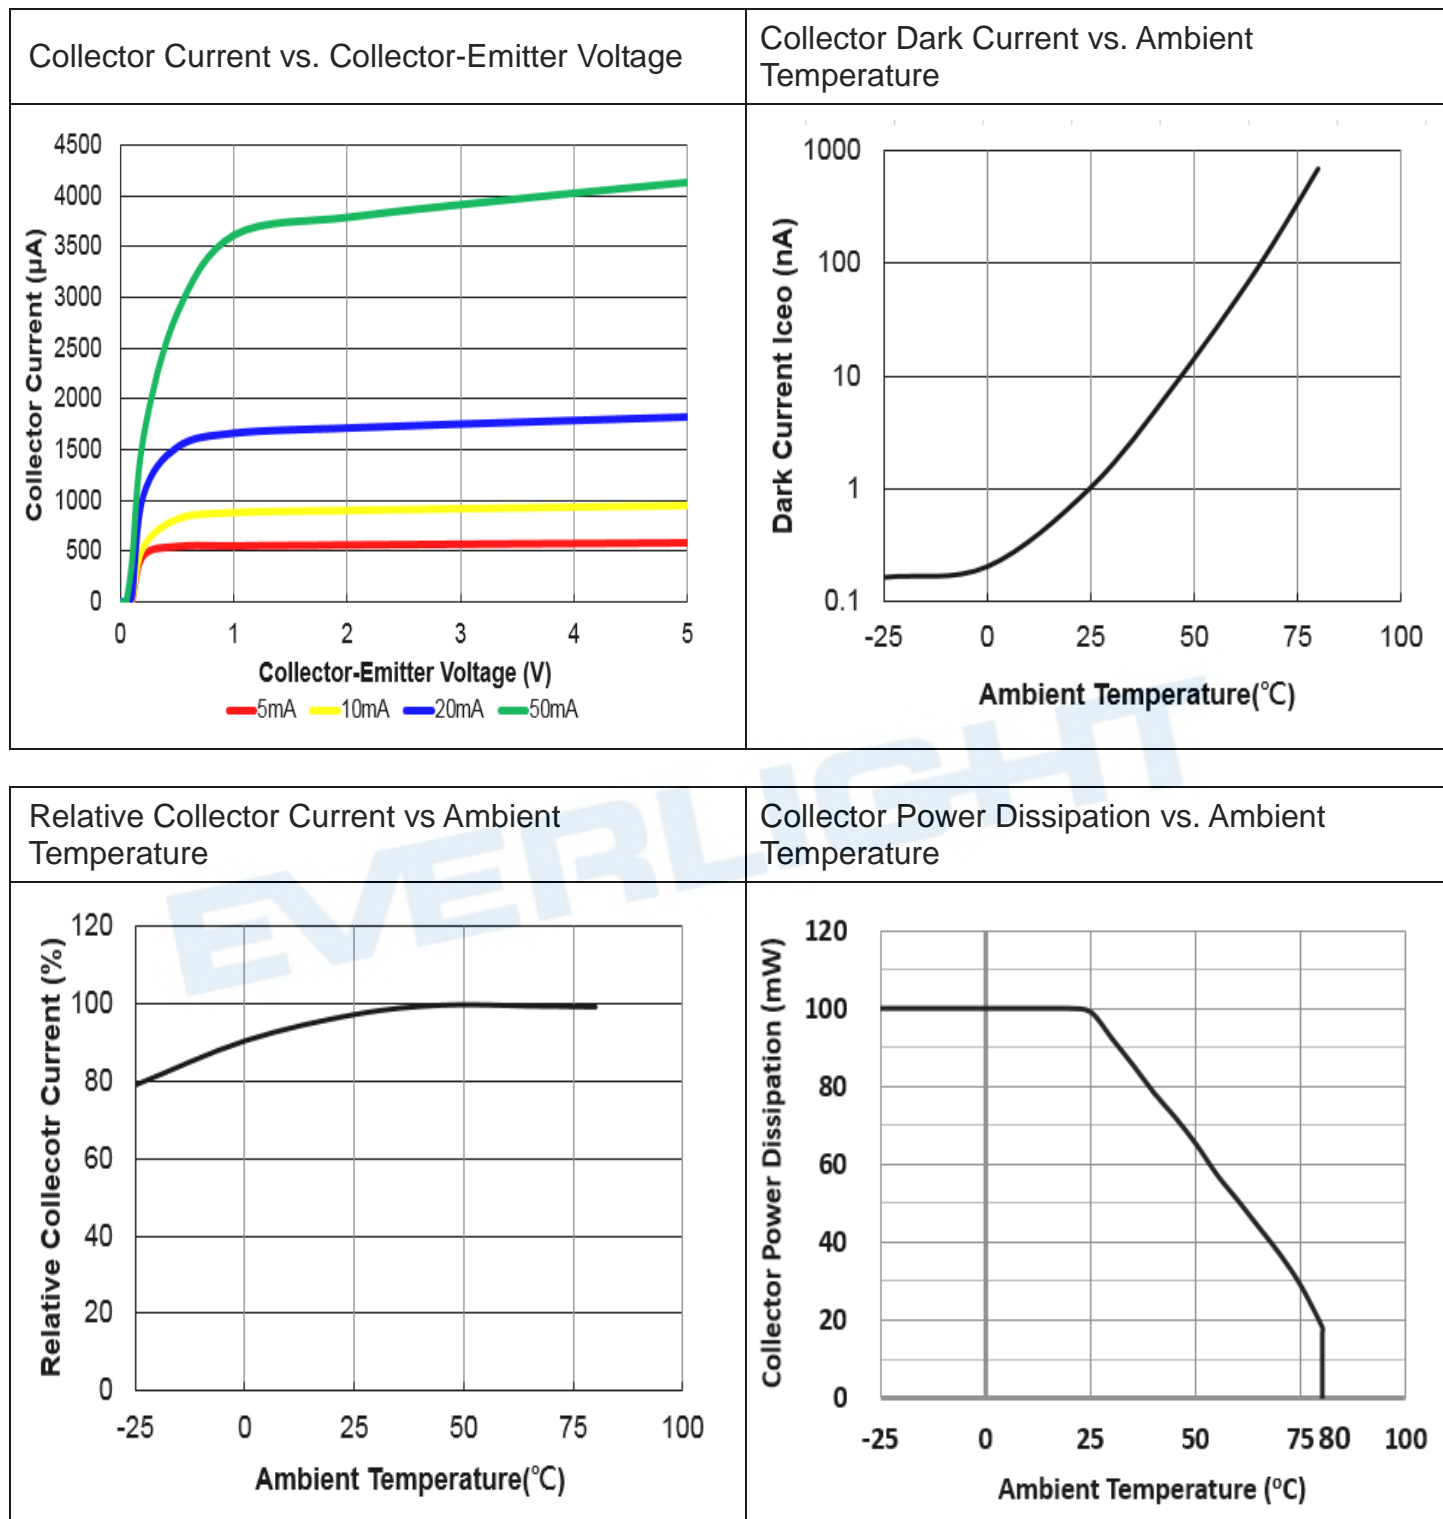 Collector Current vs. Collector-Emitter Voltage
Collector Dark Current vs. Ambient
Temperature
4500
4000
3500
3000
2500
2000
1500
1000
500
0
Collector Current (μA)
0 1 2 3 4 5
Collector-Emitter Voltage (V)
5mA 10mA 20mA 50mA
1000
100
10
1
0.1
Dark Current Iceo (nA)
-25 0 25 50 75 100
Ambient Temperature(℃)
EVERLIGHT
Relative Collector Current vs Ambient
Temperature
Collector Power Dissipation vs. Ambient
Temperature
120
100
80
60
40
20
0
Relative Collecotr Current (%)
-25 0 25 50 75 100
Ambient Temperature(℃)
120
100
80
60
40
20
0
Collector Power Dissipation (mW)
-25 0 25 50 75 80 100
Ambient Temperature (ºC)